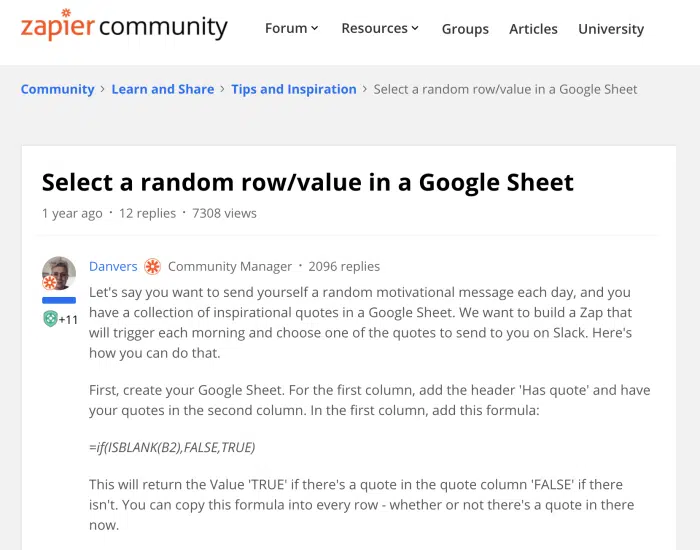 zapier community
Forum
Resources
Groups
Articles
University
Community > Learn and Share > Tips and Inspiration > Select a random row/value in a Google Sheet
Select a random row/value in a Google Sheet
1 year ago · 12 replies · 7308 views
Danvers Community Manager · 2096 replies
+11
Let's say you want to send yourself a random motivational message each day, and you
have a collection of inspirational quotes in a Google Sheet. We want to build a Zap that
will trigger each morning and choose one of the quotes to send to you on Slack. Here's
how you can do that.
First, create your Google Sheet. For the first column, add the header 'Has quote' and have
your quotes in the second column. In the first column, add this formula:
=if(ISBLANK(B2),FALSE,TRUE)
This will return the Value 'TRUE' if there's a quote in the quote column 'FALSE' if there
isn't. You can copy this formula into every row - whether or not there's a quote in there
now.